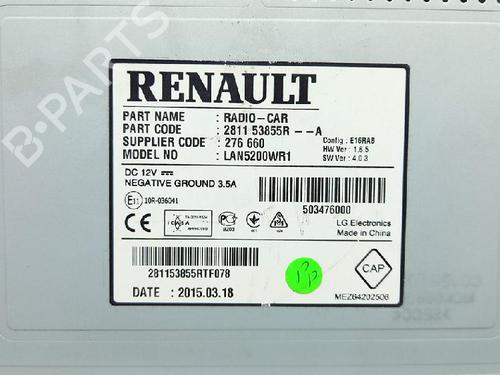 RENAULT
PART NAME : RADIO-CAR
PART CODE : 2811 53855R --A
SUPPLIER CODE : 276 660
MODEL NO : LAN5200WR1
Config : E16RAB
HW Ver : 1.6.5
SW Ver : 4.0.3
DC 12V
NEGATIVE GROUND 3.5A
10R-036041
503476000
LG Electronics
Made in China
CE
281153855RTF078
DATE : 2015.03.18
CAP
MEZ64202506
B-PARTS